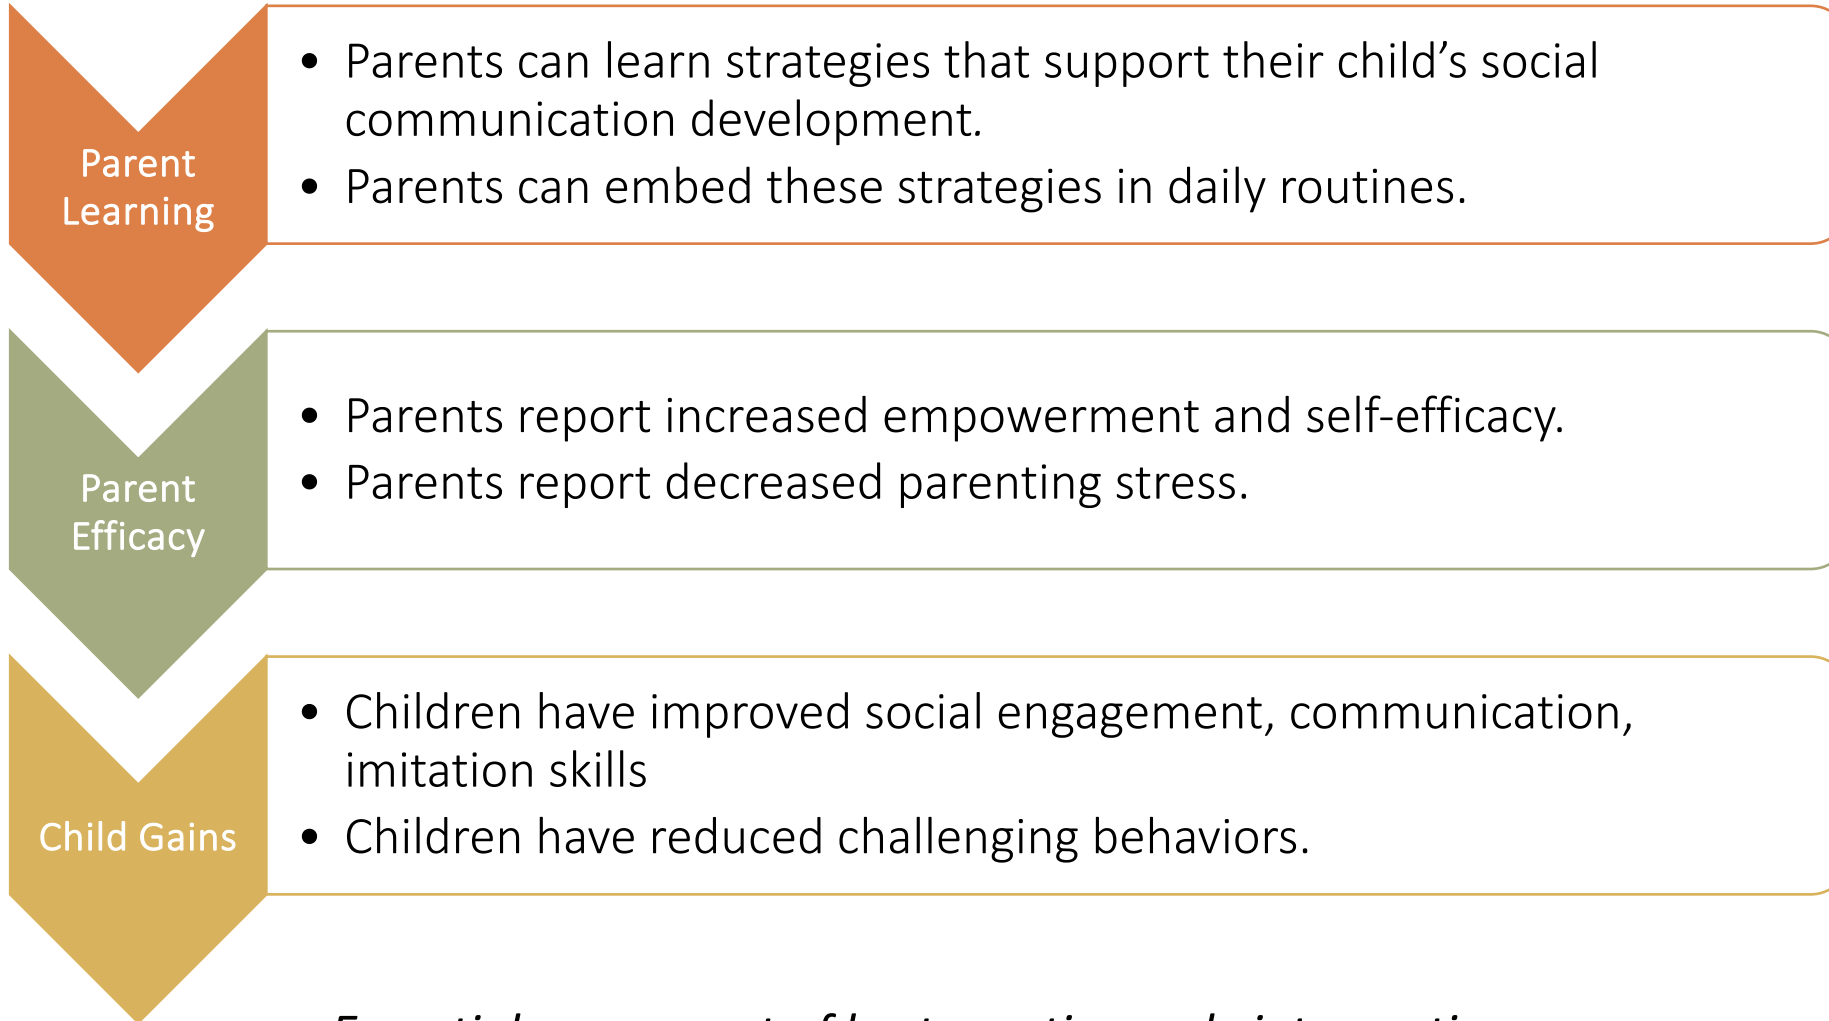 Parent
Learning
• Parents can learn strategies that support their child’s social
communication development.
• Parents can embed these strategies in daily routines.
Parent
Efficacy
• Parents report increased empowerment and self-efficacy.
• Parents report decreased parenting stress.
Child Gains
• Children have improved social engagement, communication,
imitation skills
• Children have reduced challenging behaviors.